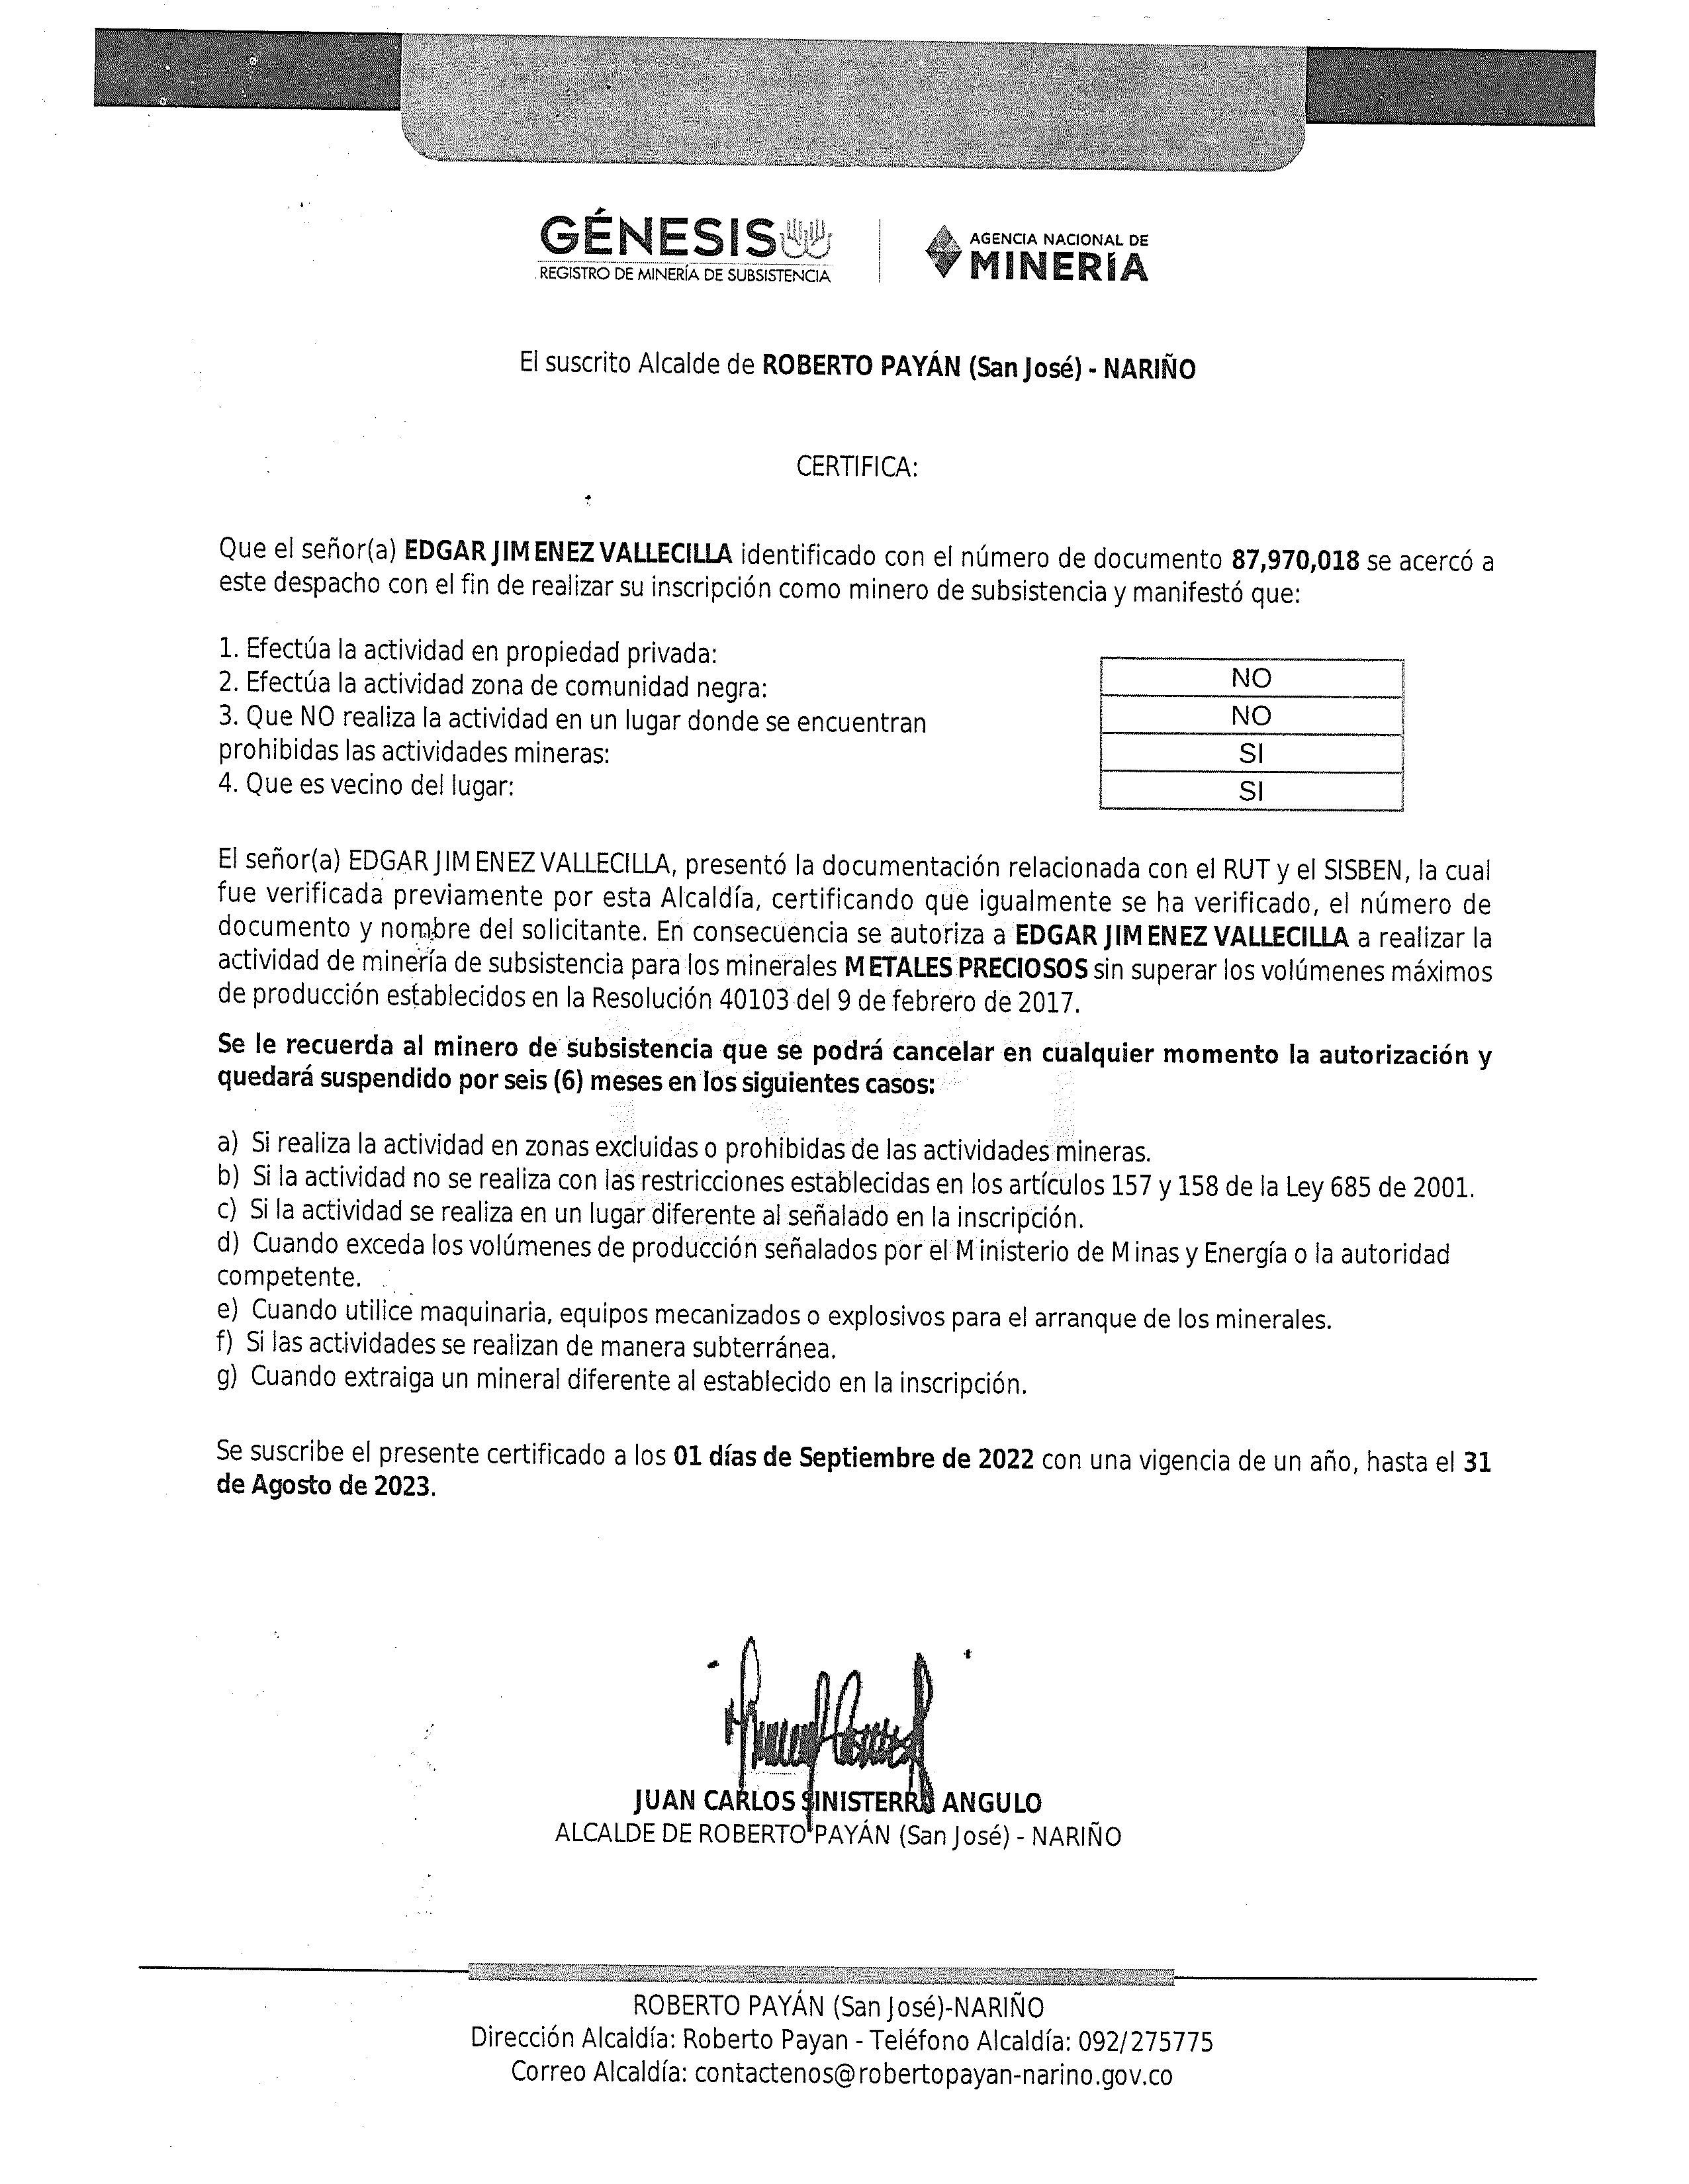 GÉNESIS
REGISTRO DE MINERÍA DE SUBSISTENCIA
AGENCIA NACIONAL DE
MINERÍA
El suscrito Alcalde de ROBERTO PAYÁN (San José) - NARIÑO
CERTIFICA:
Que el señor(a) EDGAR JIMENEZ VALLECILLA identificado con el número de documento 87,970,018 se acercó a
este despacho con el fin de realizar su inscripción como minero de subsistencia y manifestó que:
1. Efectúa la actividad en propiedad privada:
NO
2. Efectúa la actividad zona de comunidad negra:
NO
3. Que NO realiza la actividad en un lugar donde se encuentran
prohibidas las actividades mineras:
SI
4. Que es vecino del lugar:
SI
El señor(a) EDGAR JIMENEZ VALLECILLA, presentó la documentación relacionada con el RUT y el SISBEN, la cual
fue verificada previamente por esta Alcaldía, certificando que igualmente se ha verificado, el número de
documento y nombre del solicitante. En consecuencia se autoriza a EDGAR JIMENEZ VALLECILLA a realizar la
actividad de minería de subsistencia para los minerales METALES PRECIOSOS sin superar los volúmenes máximos
de producción establecidos en la Resolución 40103 del 9 de febrero de 2017.
Se le recuerda al minero de subsistencia que se podrá cancelar en cualquier momento la autorización y
quedará suspendido por seis (6) meses en los siguientes casos:
a) Si realiza la actividad en zonas excluidas o prohibidas de las actividades mineras.
b) Si la actividad no se realiza con las restricciones establecidas en los artículos 157 y 158 de la Ley 685 de 2001.
c) Si la actividad se realiza en un lugar diferente al señalado en la inscripción.
d) Cuando exceda los volúmenes de producción señalados por el Ministerio de Minas y Energía o la autoridad
competente.
e) Cuando utilice maquinaria, equipos mecanizados o explosivos para el arranque de los minerales.
f) Si las actividades se realizan de manera subterránea.
g) Cuando extraiga un mineral diferente al establecido en la inscripción.
Se suscribe el presente certificado a los 01 días de Septiembre de 2022 con una vigencia de un año, hasta el 31
de Agosto de 2023.
JUAN CARLOS SINISTERRA ANGULO
ALCALDE DE ROBERTO PAYÁN (San José) - NARIÑO
ROBERTO PAYÁN (San José)-NARIÑO
Dirección Alcaldía: Roberto Payan - Teléfono Alcaldía: 092/275775
Correo Alcaldía: contactenos@robertopayan-narino.gov.co